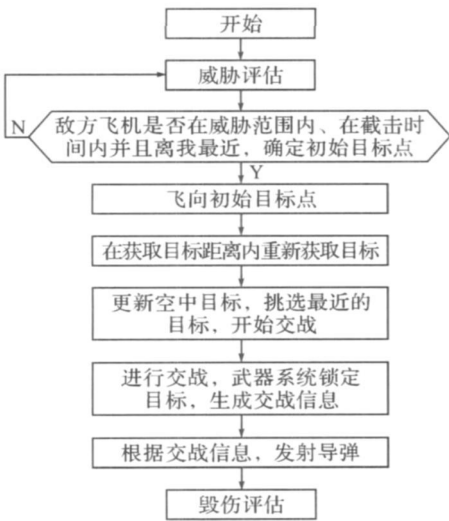 开始
威胁评估
N
敌方飞机是否在威胁范围内、在截击时
间内并且离我最近，确定初始目标点
Y
飞向初始目标点
在获取目标距离内重新获取目标
更新空中目标，挑选最近的
目标，开始交战
进行交战，武器系统锁定
目标，生成交战信息
根据交战信息，发射导弹
毁伤评估